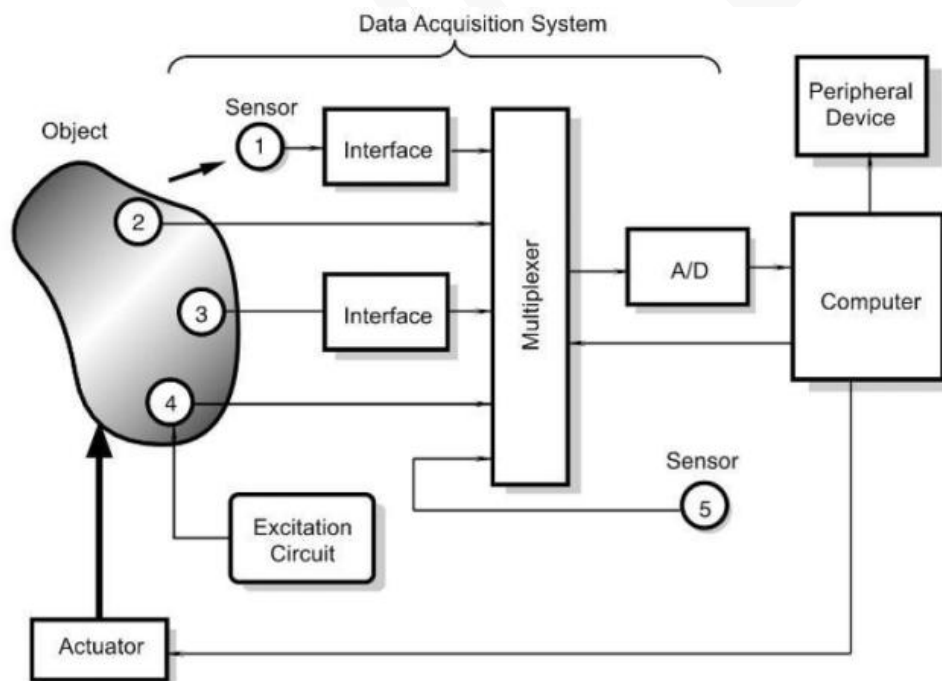 Data Acquisition System
Sensor
Object
1
Interface
Peripheral
Device
2
Multiplexer
A/D
Computer
3
Interface
4
Sensor
5
Excitation
Circuit
Actuator